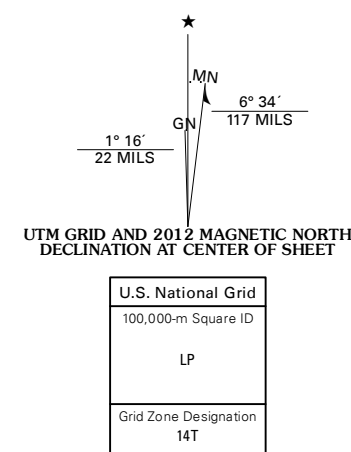 ★
MN
GN
6° 34´
117 MILS
1° 16´
22 MILS
UTM GRID AND 2012 MAGNETIC NORTH
DECLINATION AT CENTER OF SHEET
U.S. National Grid
100,000-m Square ID
LP
Grid Zone Designation
14T